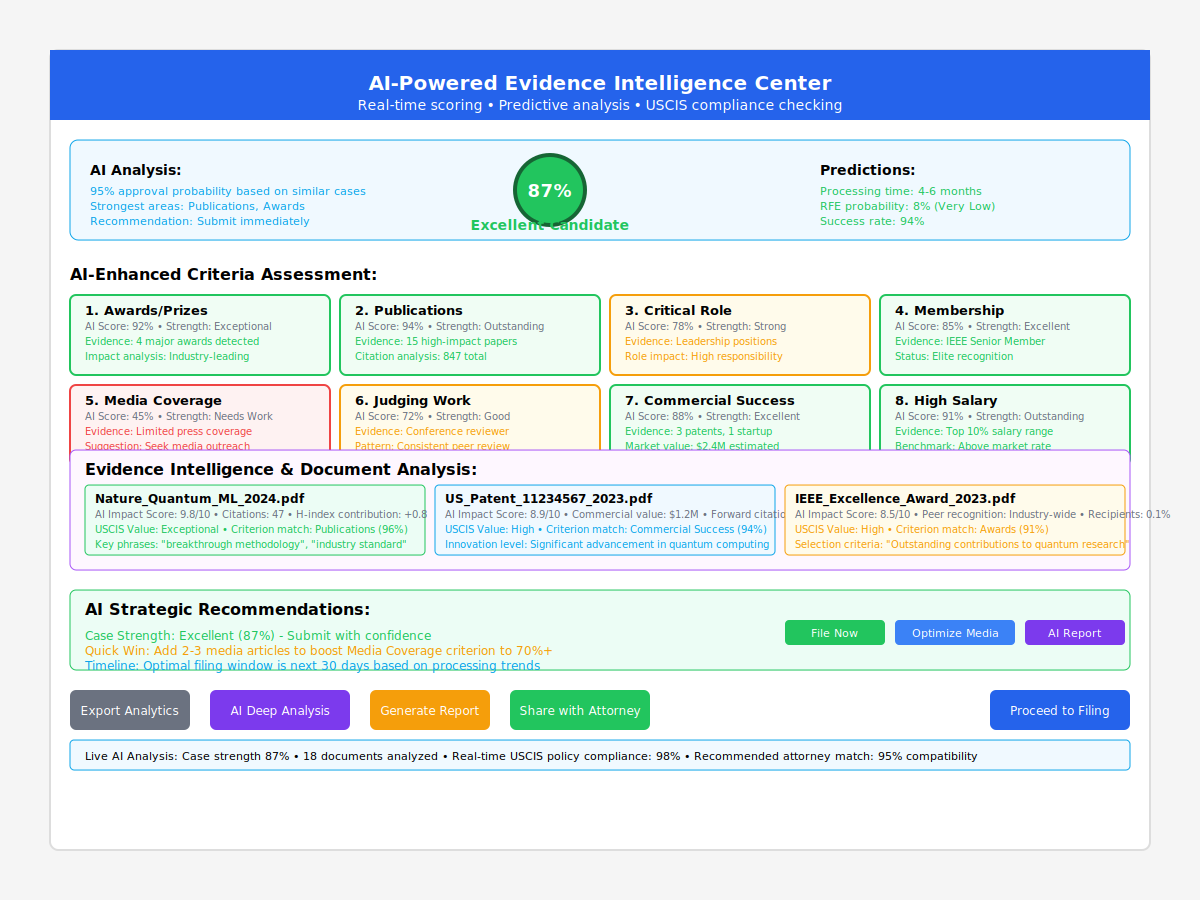 AI-Powered Evidence Intelligence Center
Real-time scoring • Predictive analysis • USCIS compliance checking
AI Analysis:
95% approval probability based on similar cases
Strongest areas: Publications, Awards
Recommendation: Submit immediately
87%
Excellent Candidate
Predictions:
Processing time: 4-6 months
RFE probability: 8% (Very Low)
Success rate: 94%
AI-Enhanced Criteria Assessment:
1. Awards/Prizes
AI Score: 92% • Strength: Exceptional
Evidence: 4 major awards detected
Impact analysis: Industry-leading
2. Publications
AI Score: 94% • Strength: Outstanding
Evidence: 15 high-impact papers
Citation analysis: 847 total
3. Critical Role
AI Score: 78% • Strength: Strong
Evidence: Leadership positions
Role impact: High responsibility
4. Membership
AI Score: 85% • Strength: Excellent
Evidence: IEEE Senior Member
Status: Elite recognition
5. Media Coverage
AI Score: 45% • Strength: Needs Work
Evidence: Limited press coverage
Suggestion: Seek media outreach
6. Judging Work
AI Score: 72% • Strength: Good
Evidence: Conference reviewer
Pattern: Consistent peer review
7. Commercial Success
AI Score: 88% • Strength: Excellent
Evidence: 3 patents, 1 startup
Market value: $2.4M estimated
8. High Salary
AI Score: 91% • Strength: Outstanding
Evidence: Top 10% salary range
Benchmark: Above market rate
Evidence Intelligence & Document Analysis:
Nature_Quantum_ML_2024.pdf
AI Impact Score: 9.8/10 • Citations: 47 • H-index contribution: +0.8
USCIS Value: Exceptional • Criterion match: Publications (96%)
Key phrases: "breakthrough methodology", "industry standard"
US_Patent_11234567_2023.pdf
AI Impact Score: 8.9/10 • Commercial value: $1.2M • Forward
USCIS Value: High • Criterion match: Commercial Success (94%)
Innovation level: Significant advancement in quantum computing
IEEE_Excellence_Award_2023.pdf
AI Impact Score: 8.5/10 • Peer recognition: Industry-wide • Recipients: 0.1%
USCIS Value: High • Criterion match: Awards (91%)
Selection criteria: "Outstanding contributions to quantum research"
AI Strategic Recommendations:
Case Strength: Excellent (87%) - Submit with confidence
Quick Win: Add 2-3 media articles to boost Media Coverage criterion to 70%+
Timeline: Optimal filing window is next 30 days based on processing trends
File Now
Optimize Media
AI Report
Export Analytics
AI Deep Analysis
Generate Report
Share with Attorney
Proceed to Filing
Live AI Analysis: Case strength 87% • 18 documents analyzed • Real-time USCIS policy compliance: 98% • Recommended attorney match: 95% compatibility